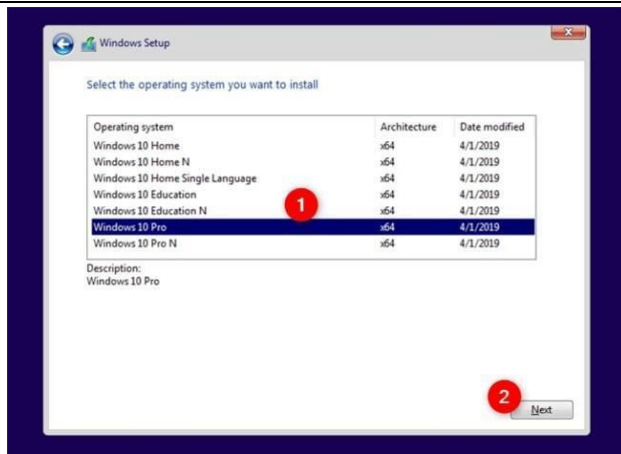 Windows Setup
Select the operating system you want to install
Operating system Architecture Date modified
Windows 10 Home x64 4/1/2019
Windows 10 Home N x64 4/1/2019
Windows 10 Home Single Language x64 4/1/2019
Windows 10 Education x64 4/1/2019
Windows 10 Education N x64 4/1/2019
1
Windows 10 Pro x64 4/1/2019
Windows 10 Pro N x64 4/1/2019
Description:
Windows 10 Pro
2
Next